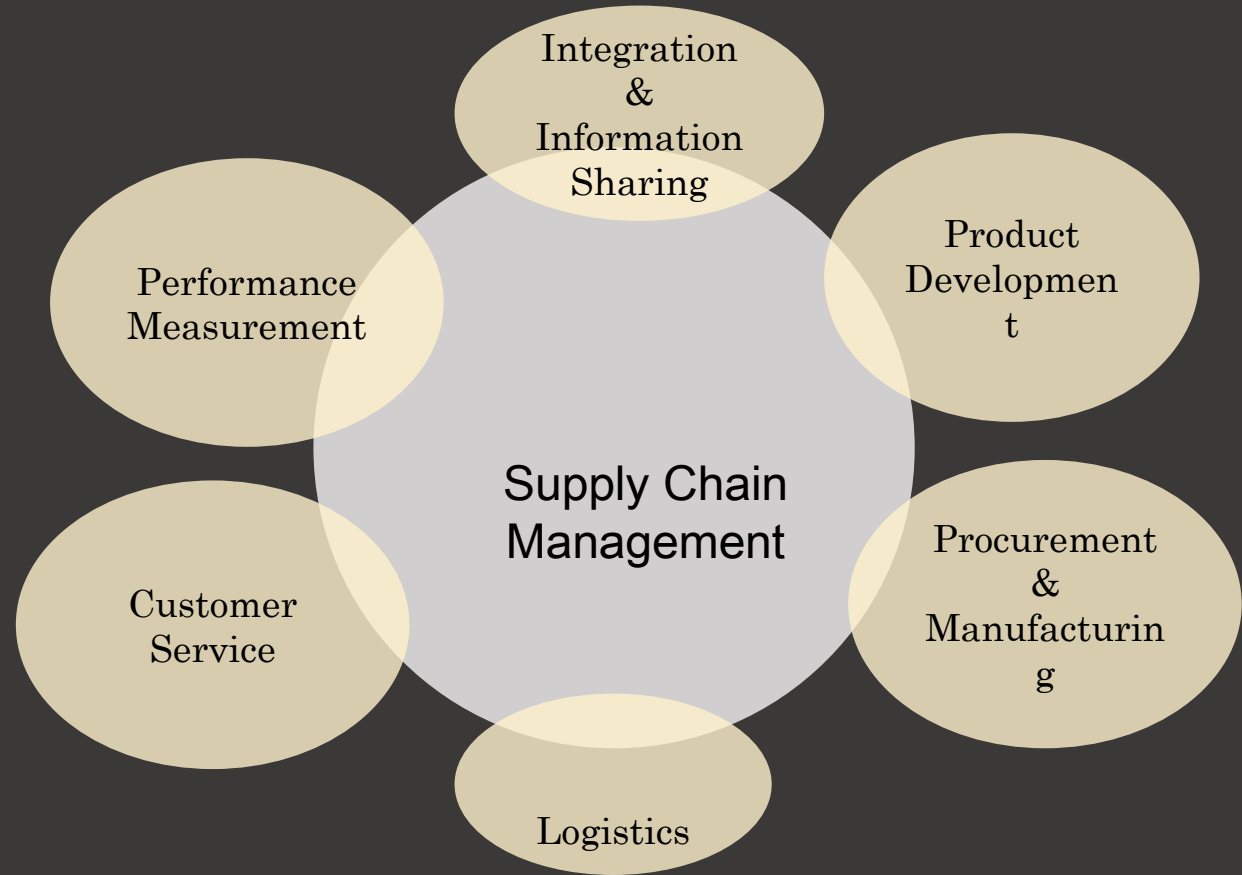 Integration
&
Information
Sharing
Product
Developmen
t
Performance
Measurement
Supply Chain
Management
Procurement
&
Manufacturin
g
Customer
Service
Logistics